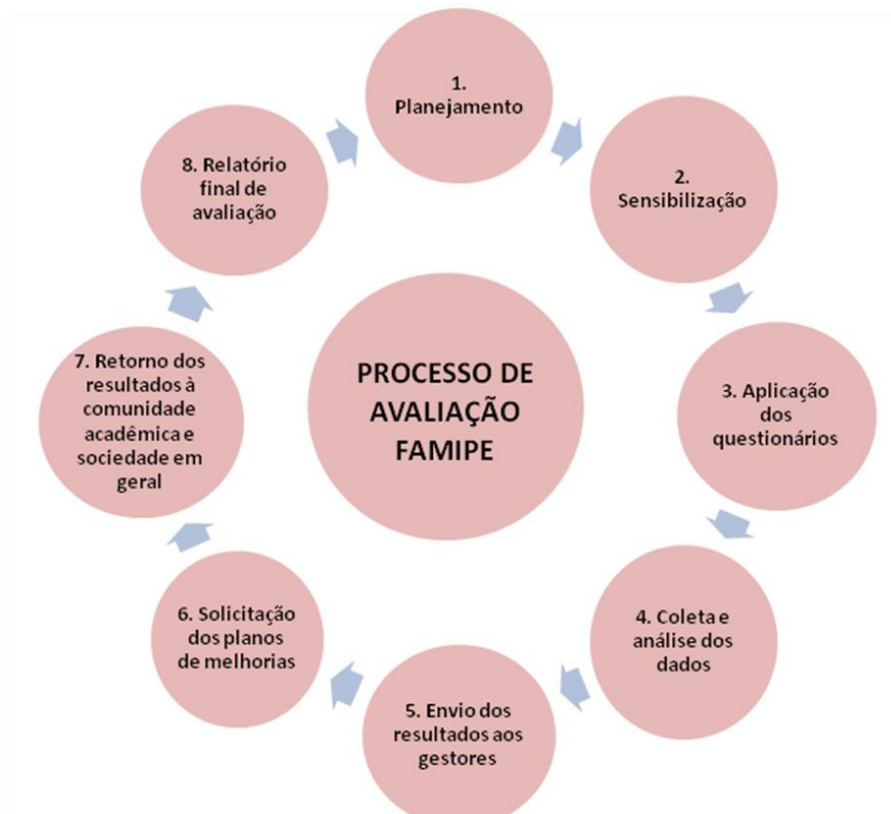 1.
Planejamento
2.
Sensibilização
3. Aplicação
dos
questionários
4. Coleta e
análise dos
dados
5. Envio dos
resultados aos
gestores
6. Solicitação
dos planos
de melhorias
7. Retorno dos
resultados à
comunidade
acadêmica e
sociedade em
geral
8. Relatório
final de
avaliação
PROCESSO DE
AVALIAÇÃO
FAMIPE